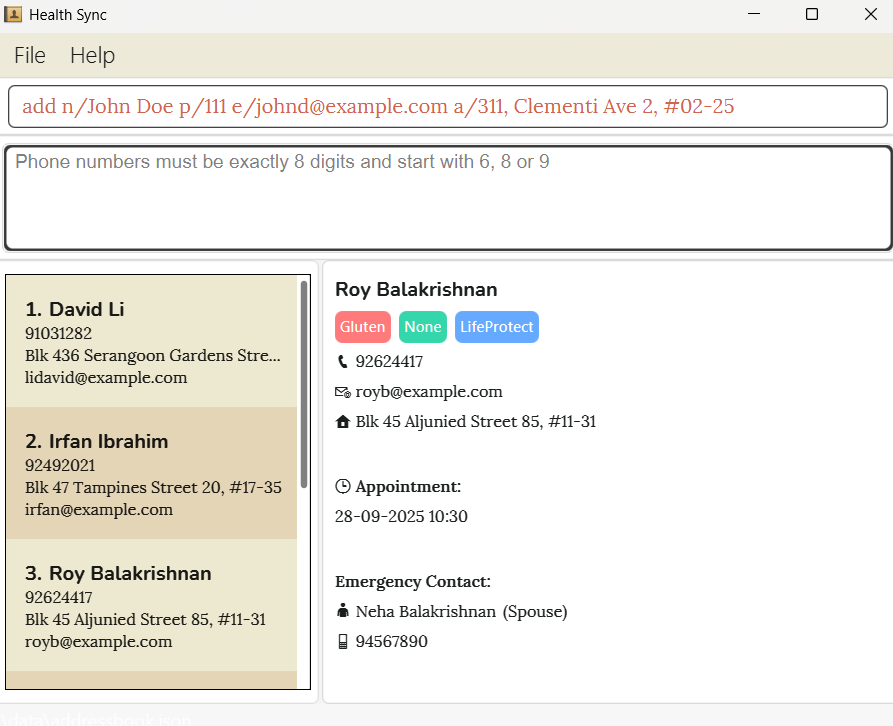 Health Sync
File Help
add n/John Doe p/111 e/johnd@example.com a/311, Clementi Ave 2, #02-25
Phone numbers must be exactly 8 digits and start with 6, 8 or 9
1. David Li
91031282
Blk 436 Serangoon Gardens Stre...
lidavid@example.com
2. Irfan Ibrahim
92492021
Blk 47 Tampines Street 20, #17-35
irfan@example.com
3. Roy Balakrishnan
92624417
Blk 45 Aljunied Street 85, #11-31
royb@example.com
Roy Balakrishnan
Gluten None LifeProtect
92624417
royb@example.com
Blk 45 Aljunied Street 85, #11-31
Appointment:
28-09-2025 10:30
Emergency Contact:
Neha Balakrishnan (Spouse)
94567890
\data\addressbook.json